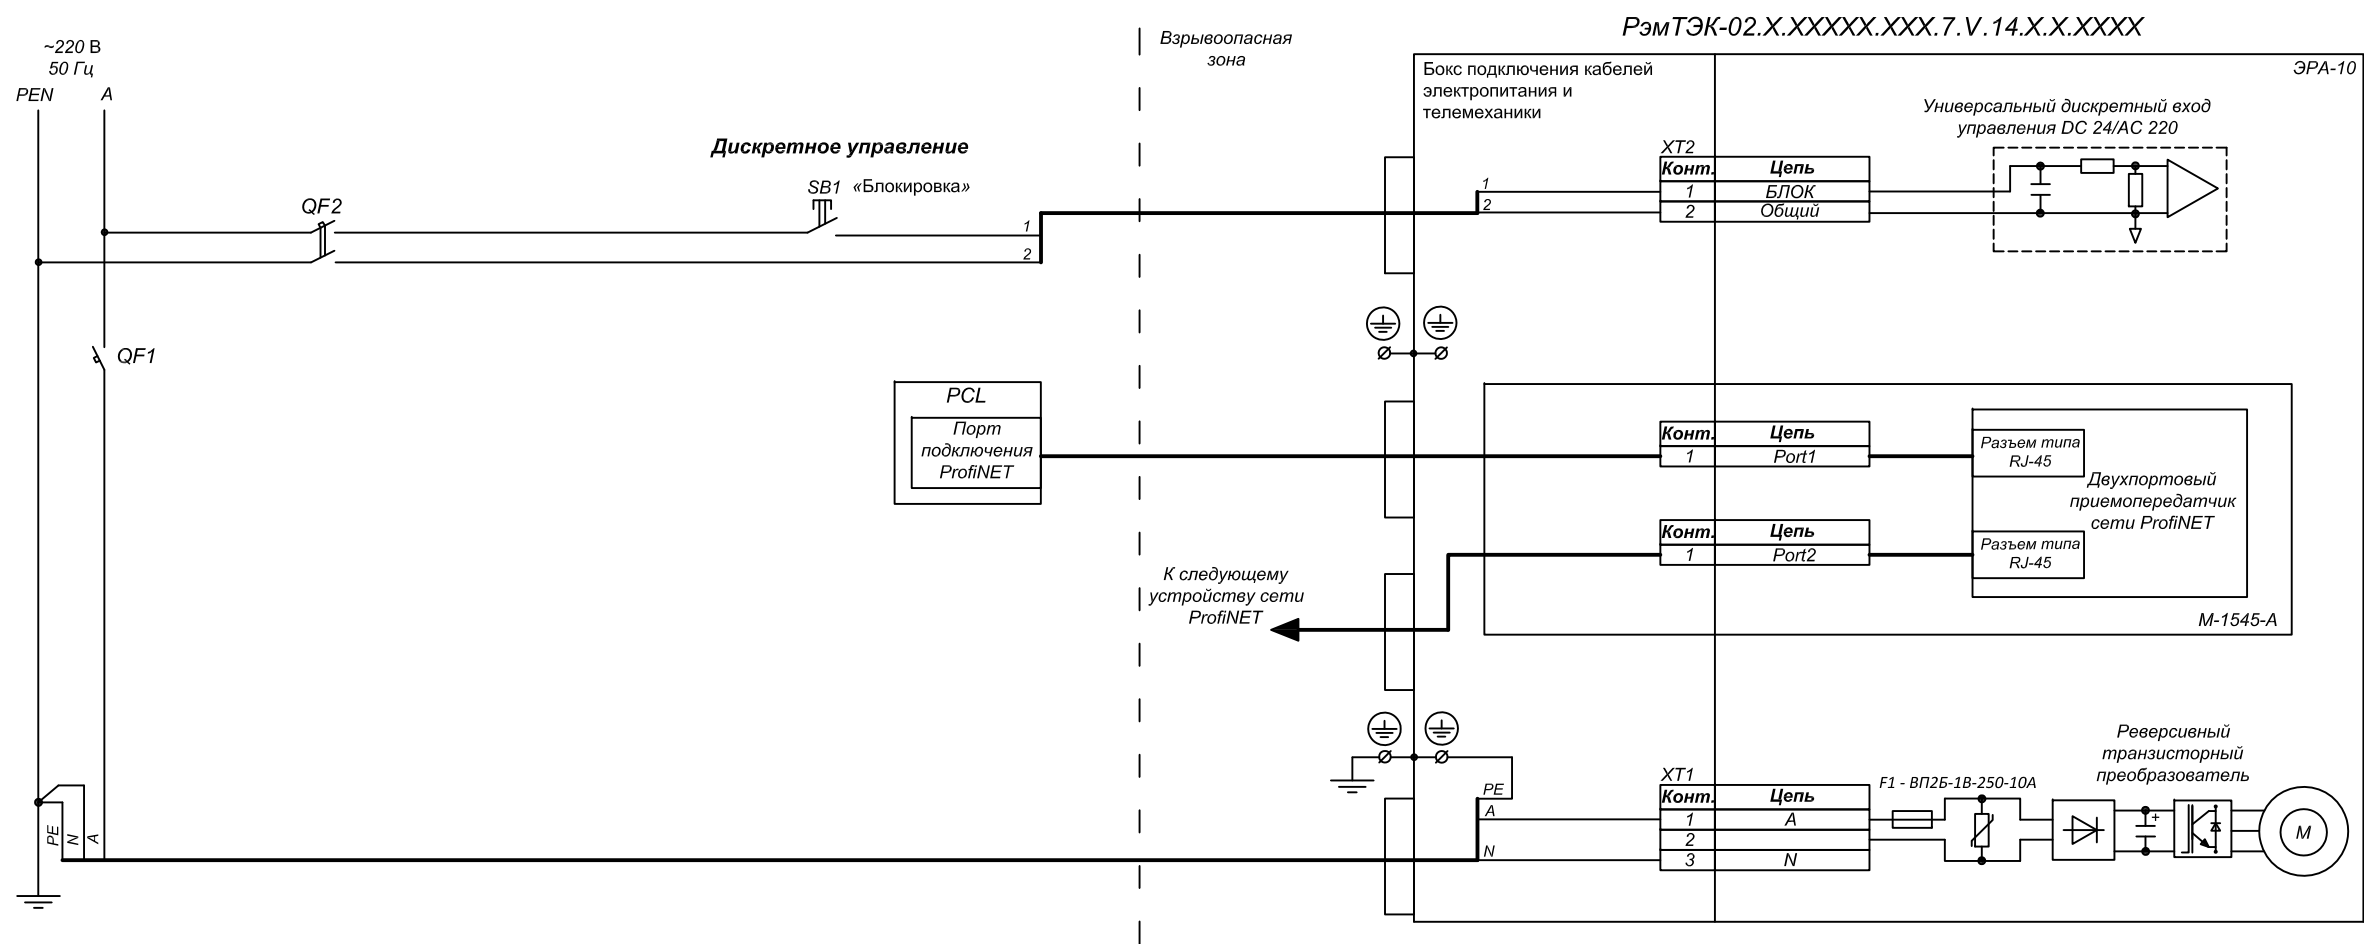 РэмТЭК-02.X.XXXXX.XXX.7.V.14.X.X.XXXX
~220 В
50 Гц
PEN
A
Взрывоопасная
зона
Бокс подключения кабелей
электропитания и
телемеханики
ЭРА-10
Универсальный дискретный вход
управления DC 24/AC 220
Дискретное управление
SB1 «Блокировка»
QF2
1
2
1
2
XT2
Конт. Цепь
1 БЛОК
2 Общий
QF1
PCL
Порт
подключения
ProfiNET
Конт. Цепь
1 Port1
Разъем типа
RJ-45
Двухпортовый
приемопередатчик
сети ProfiNET
Конт. Цепь
1 Port2
Разъем типа
RJ-45
К следующему
устройству сети
ProfiNET
М-1545-А
Реверсивный
транзисторный
преобразователь
PE
N
A
PE
A
N
XT1
Конт. Цепь
1 A
2
3 N
F1 - ВП2Б-1В-250-10А
+
M